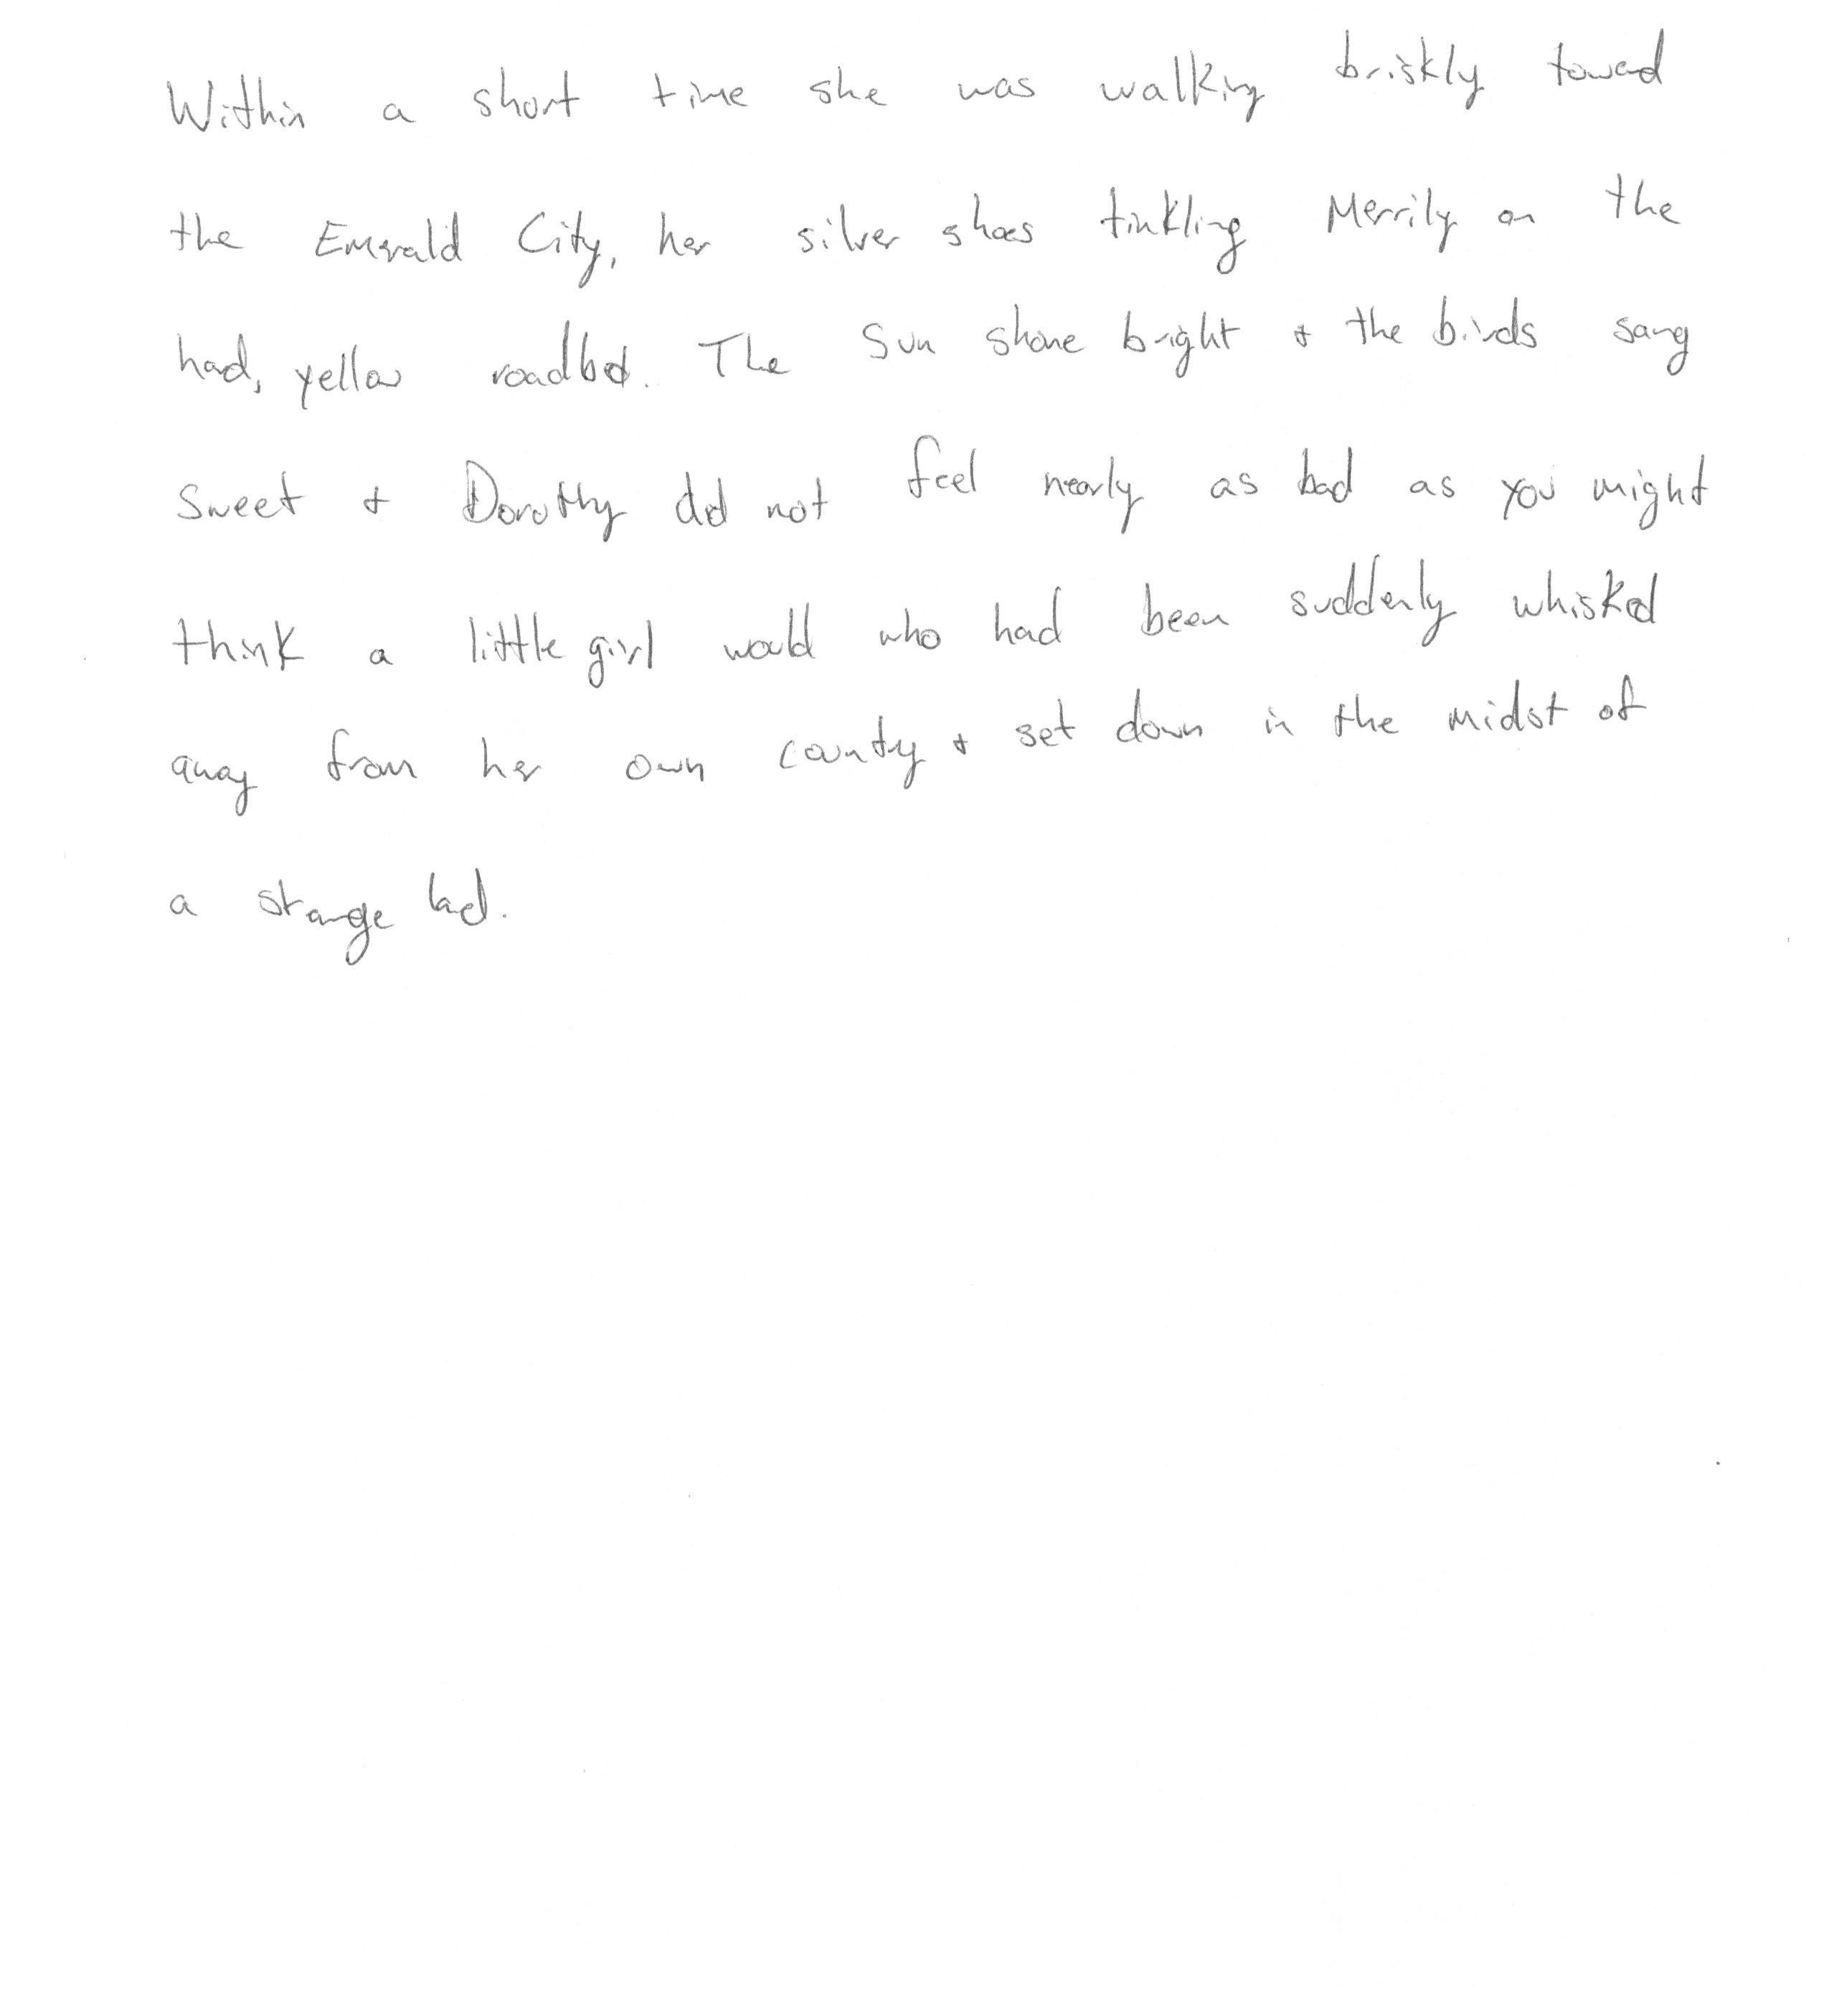 Within a short time she was walking briskly toward
the Emerald City, her silver shoes tinkling Merrily on the
hard, yellow roadbed. The Sun shone bright & the birds sang
Sweet & Dorothy did not feel nearly as bad as you might
think a little girl would who had been suddenly whisked
away from her own country & set down in the midst of
a strange land.